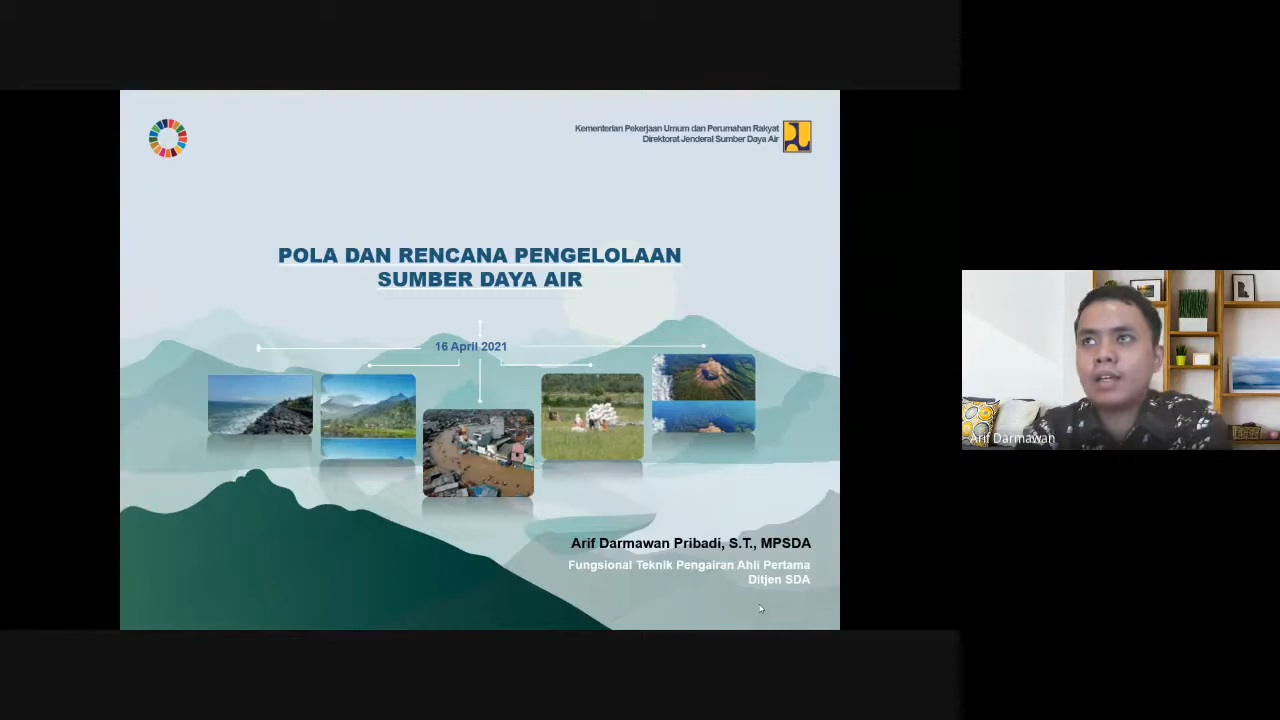 Kementerian Pekerjaan Umum dan Perumahan Rakyat
Direktorat Jenderal Sumber Daya Air
POLA DAN RENCANA PENGELOLAAN
SUMBER DAYA AIR
16 April 2021
Arif Darmawan Pribadi, S.T., MPSDA
Fungsional Teknik Pengairan Ahli Pertama
Ditjen SDA
Arif Darmawan